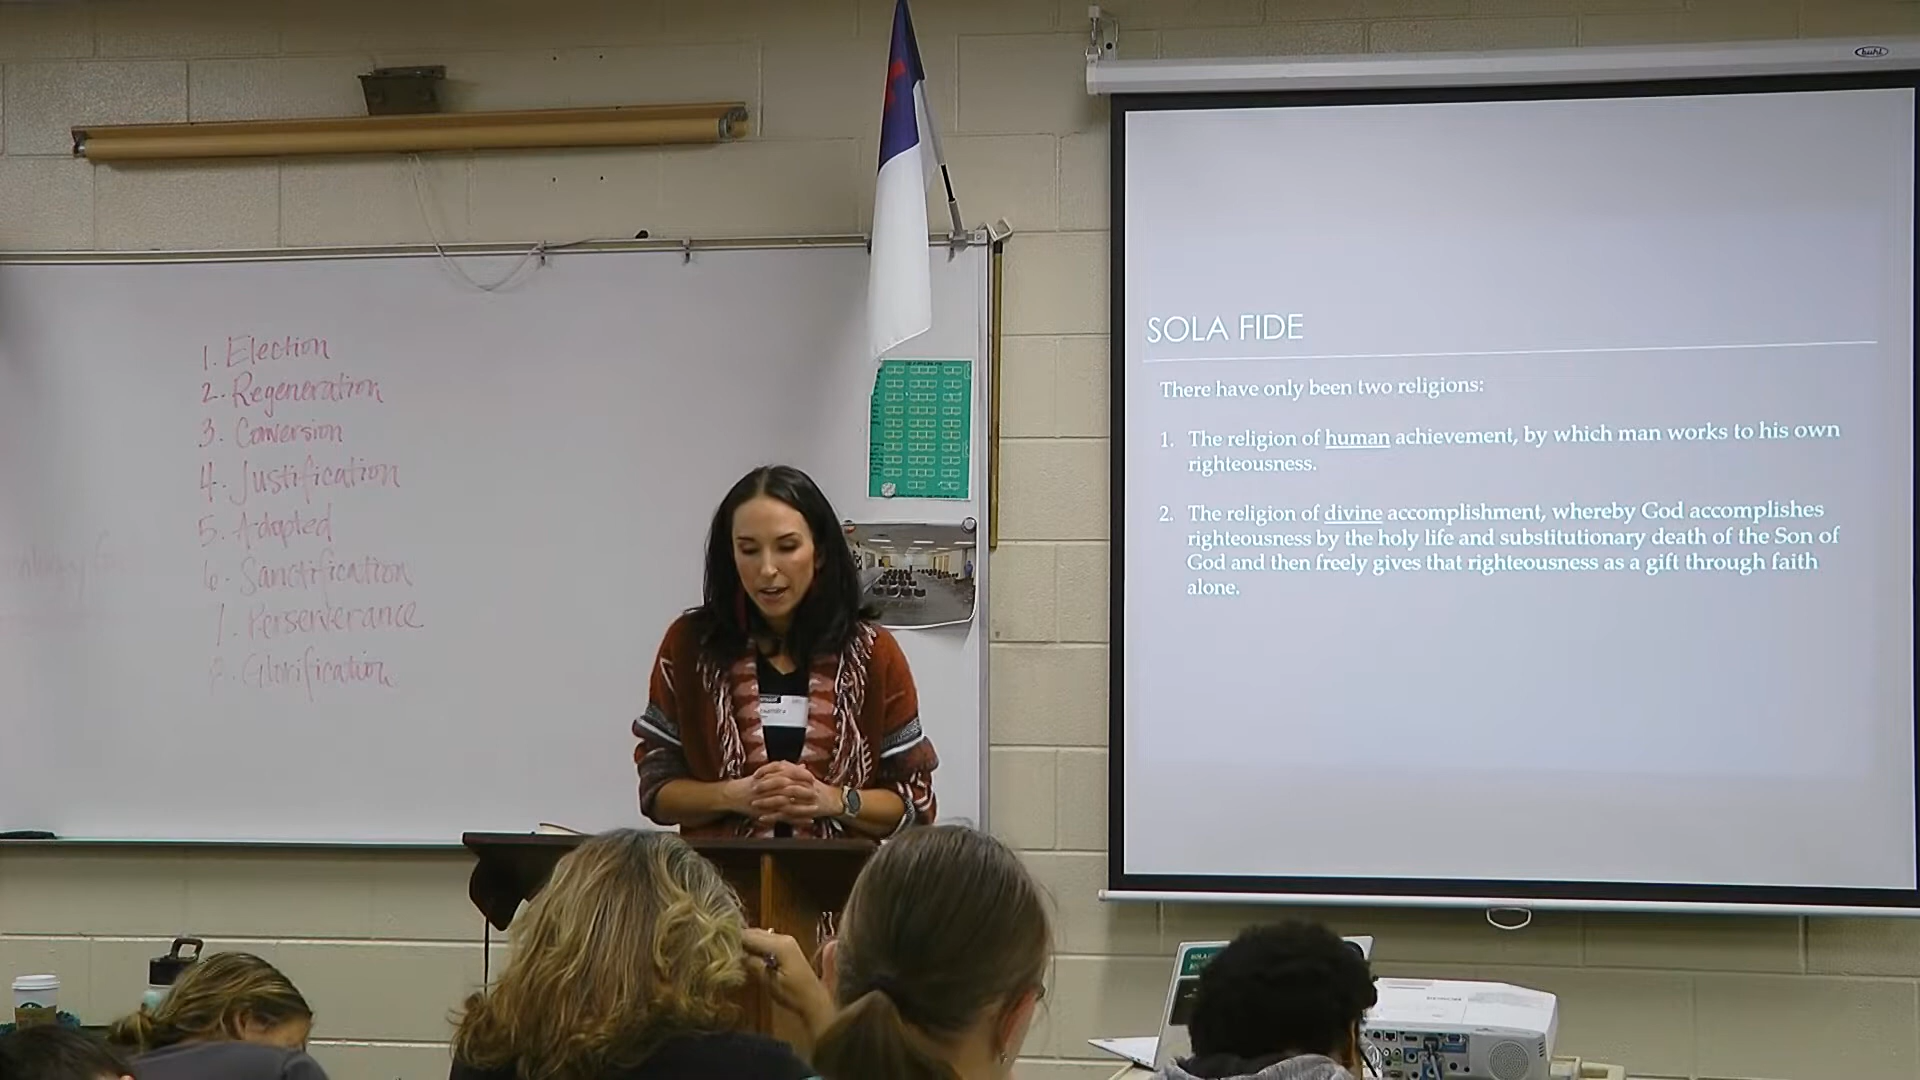 1. Election
2. Regeneration
3. Conversion
4. Justification
5. Adopted
6. Sanctification
7. Perserverance
8. Glorification
buhl
SOLA FIDE
There have only been two religions:
1. The religion of human achievement, by which man works to his own
righteousness.
2. The religion of divine accomplishment, whereby God accomplishes
righteousness by the holy life and substitutionary death of the Son of
God and then freely gives that righteousness as a gift through faith
alone.